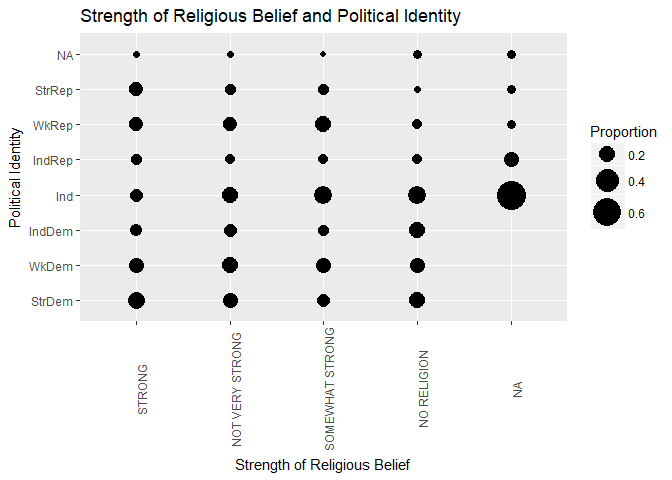 Strength of Religious Belief and Political Identity
Political Identity
NA
StrRep
WkRep
IndRep
Ind
IndDem
WkDem
StrDem
STRONG
NOT VERY STRONG
SOMEWHAT STRONG
NO RELIGION
NA
Strength of Religious Belief
Proportion
0.2
0.4
0.6